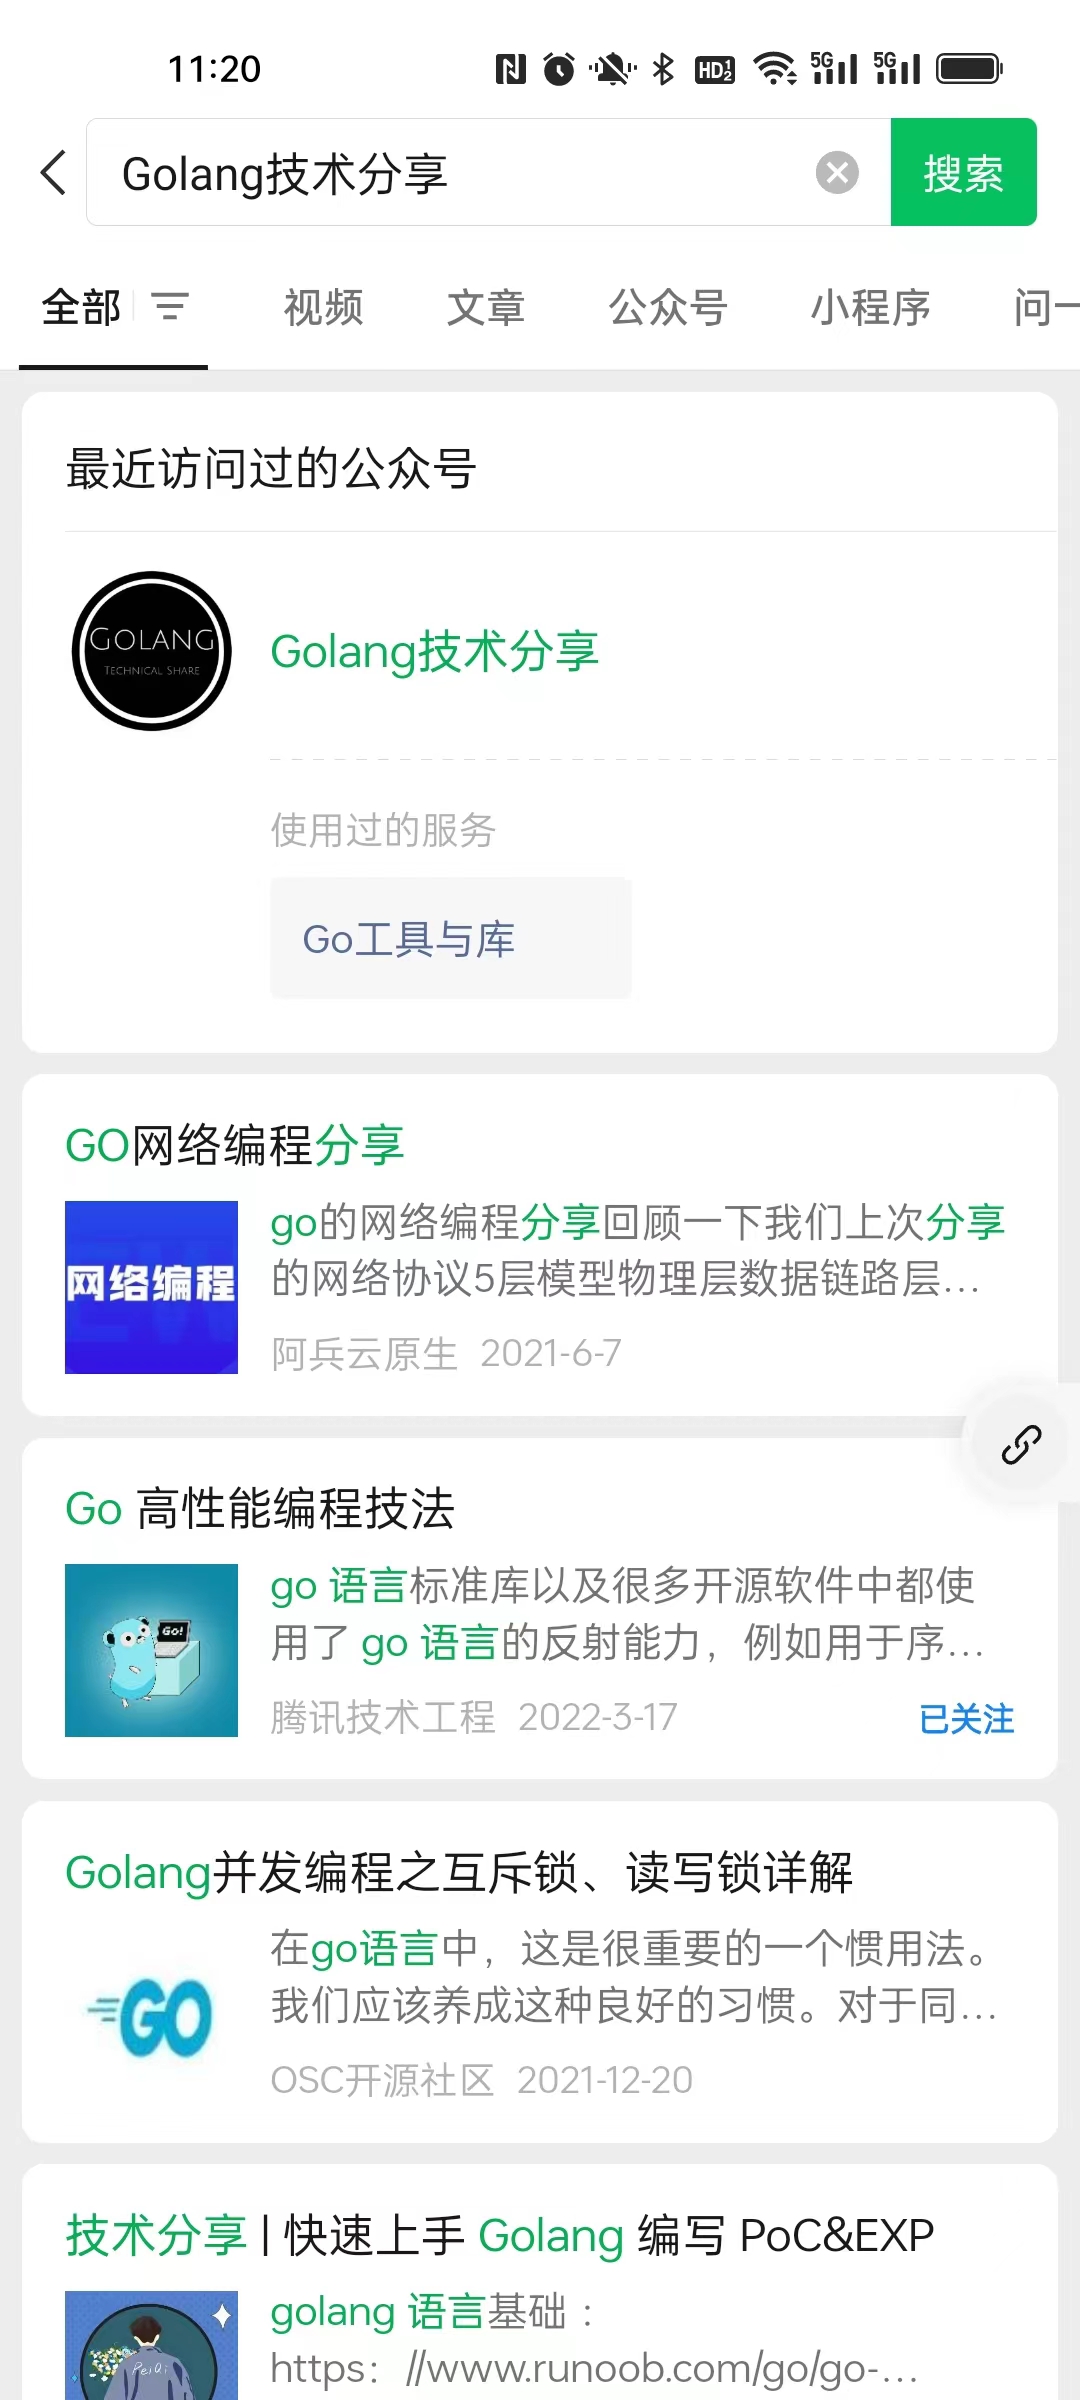 11:20
HD 1 2 5G 5G
Golang技术分享
搜索
全部 视频 文章 公众号 小程序 问一
最近访问过的公众号
GOLANG
TECHNICAL SHARE
Golang技术分享
使用过的服务
Go工具与库
GO网络编程分享
网络编程
go的网络编程分享回顾一下我们上次分享
的网络协议5层模型物理层数据链路层...
阿兵云原生 2021-6-7
Go 高性能编程技法
Go!
go 语言标准库以及很多开源软件中都使
用了 go 语言的反射能力，例如用于序...
腾讯技术工程 2022-3-17
已关注
Golang并发编程之互斥锁、读写锁详解
GO
在go语言中，这是很重要的一个惯用法。
我们应该养成这种良好的习惯。对于同...
OSC开源社区 2021-12-20
技术分享 | 快速上手 Golang 编写 PoC&EXP
PeiQi
golang 语言基础 :
https：//www.runoob.com/go/go-...